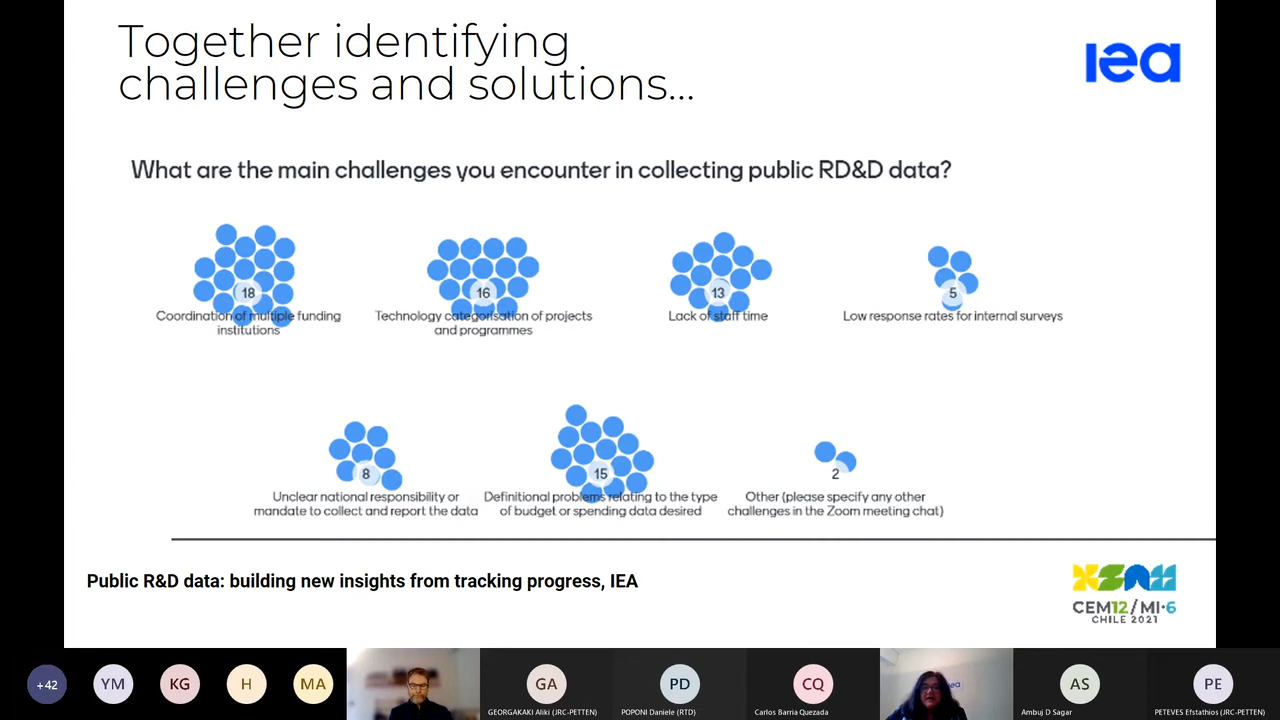 Together identifying
challenges and solutions...
iea
What are the main challenges you encounter in collecting public RD&D data?
18
Coordination of multiple funding
institutions
16
Technology categorisation of projects
and programmes
13
Lack of staff time
5
Low response rates for internal surveys
8
Unclear national responsibility or
mandate to collect and report the data
15
Definitional problems relating to the type
of budget or spending data desired
2
Other (please specify any other
challenges in the Zoom meeting chat)
Public R&D data: building new insights from tracking progress, IEA
CEM12/MI·6
CHILE 2021
+42
YM
KG
H
MA
GA
GEORGAKAKI Aliki (JRC-PETTEN)
PD
POPONI Daniele (RTD)
CQ
Carlos Barria Quezada
iea
AS
Ambuj D Sagar
PE
PETEVES Efstathios (JRC-PETTEN)